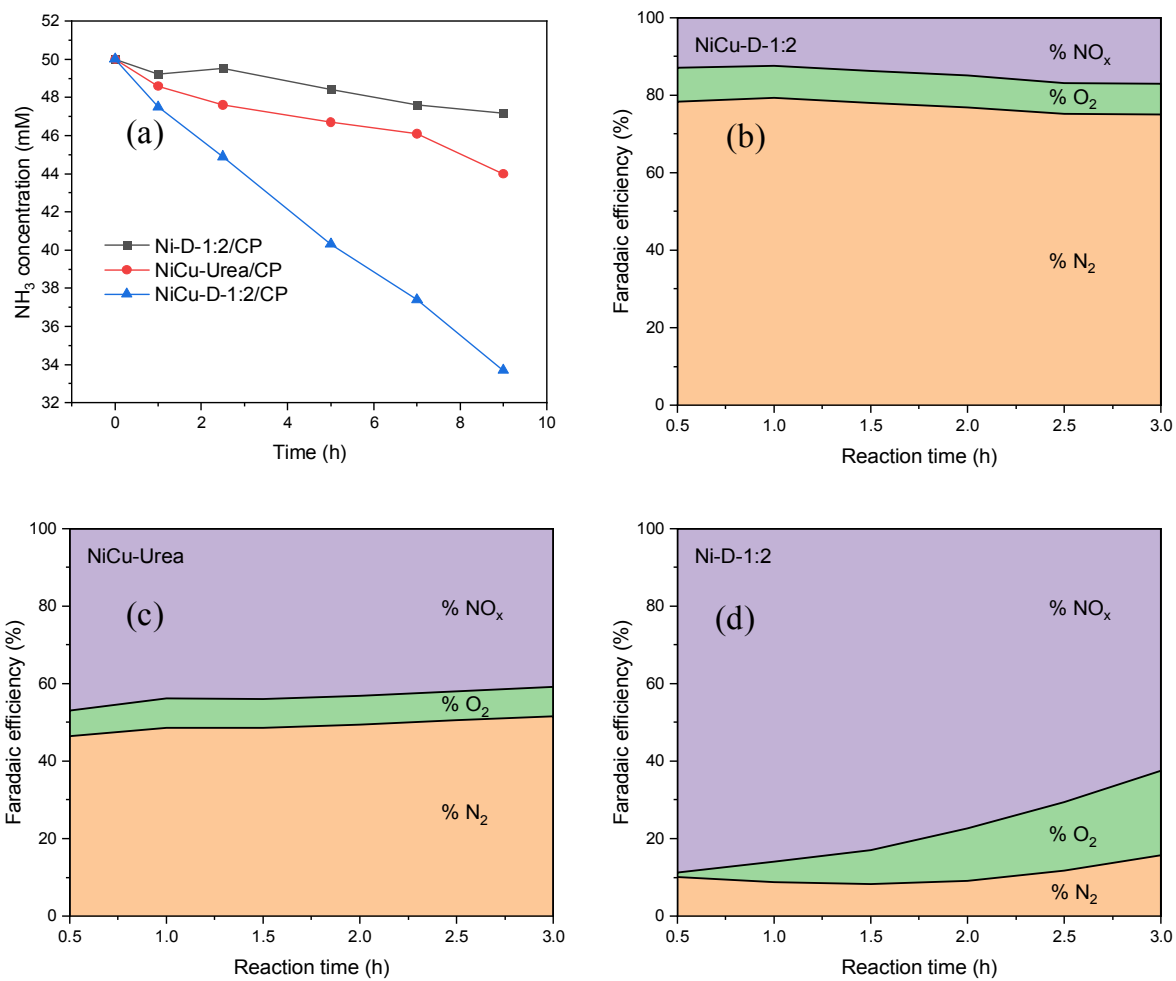 52
50
48
46
44
42
40
38
36
34
32
NH₃ concentration (mM)
(a)
Ni-D-1:2/CP
NiCu-Urea/CP
NiCu-D-1:2/CP
0 2 4 6 8 10
Time (h)
100
80
60
40
20
0
Faradaic efficiency (%)
NiCu-D-1:2
% NOₓ
% O₂
(b)
% N₂
0.5 1.0 1.5 2.0 2.5 3.0
Reaction time (h)
100
80
60
40
20
0
Faradaic efficiency (%)
NiCu-Urea
(c)
% NOₓ
% O₂
% N₂
0.5 1.0 1.5 2.0 2.5 3.0
Reaction time (h)
100
80
60
40
20
0
Faradaic efficiency (%)
Ni-D-1:2
(d)
% NOₓ
% O₂
% N₂
0.5 1.0 1.5 2.0 2.5 3.0
Reaction time (h)